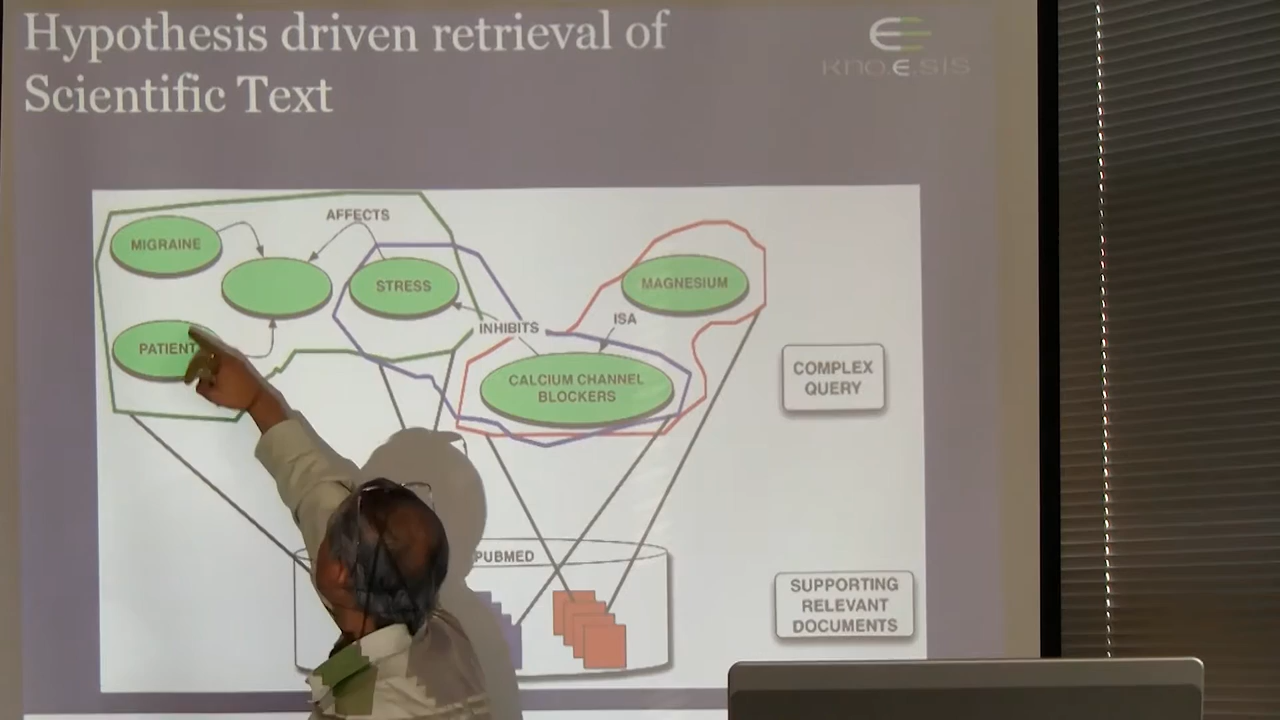 Hypothesis driven retrieval of
Scientific Text
kno.e.sis
AFFECTS
MIGRAINE
STRESS
MAGNESIUM
PATIENT
INHIBITS
ISA
CALCIUM CHANNEL
BLOCKERS
COMPLEX
QUERY
PUBMED
SUPPORTING
RELEVANT
DOCUMENTS